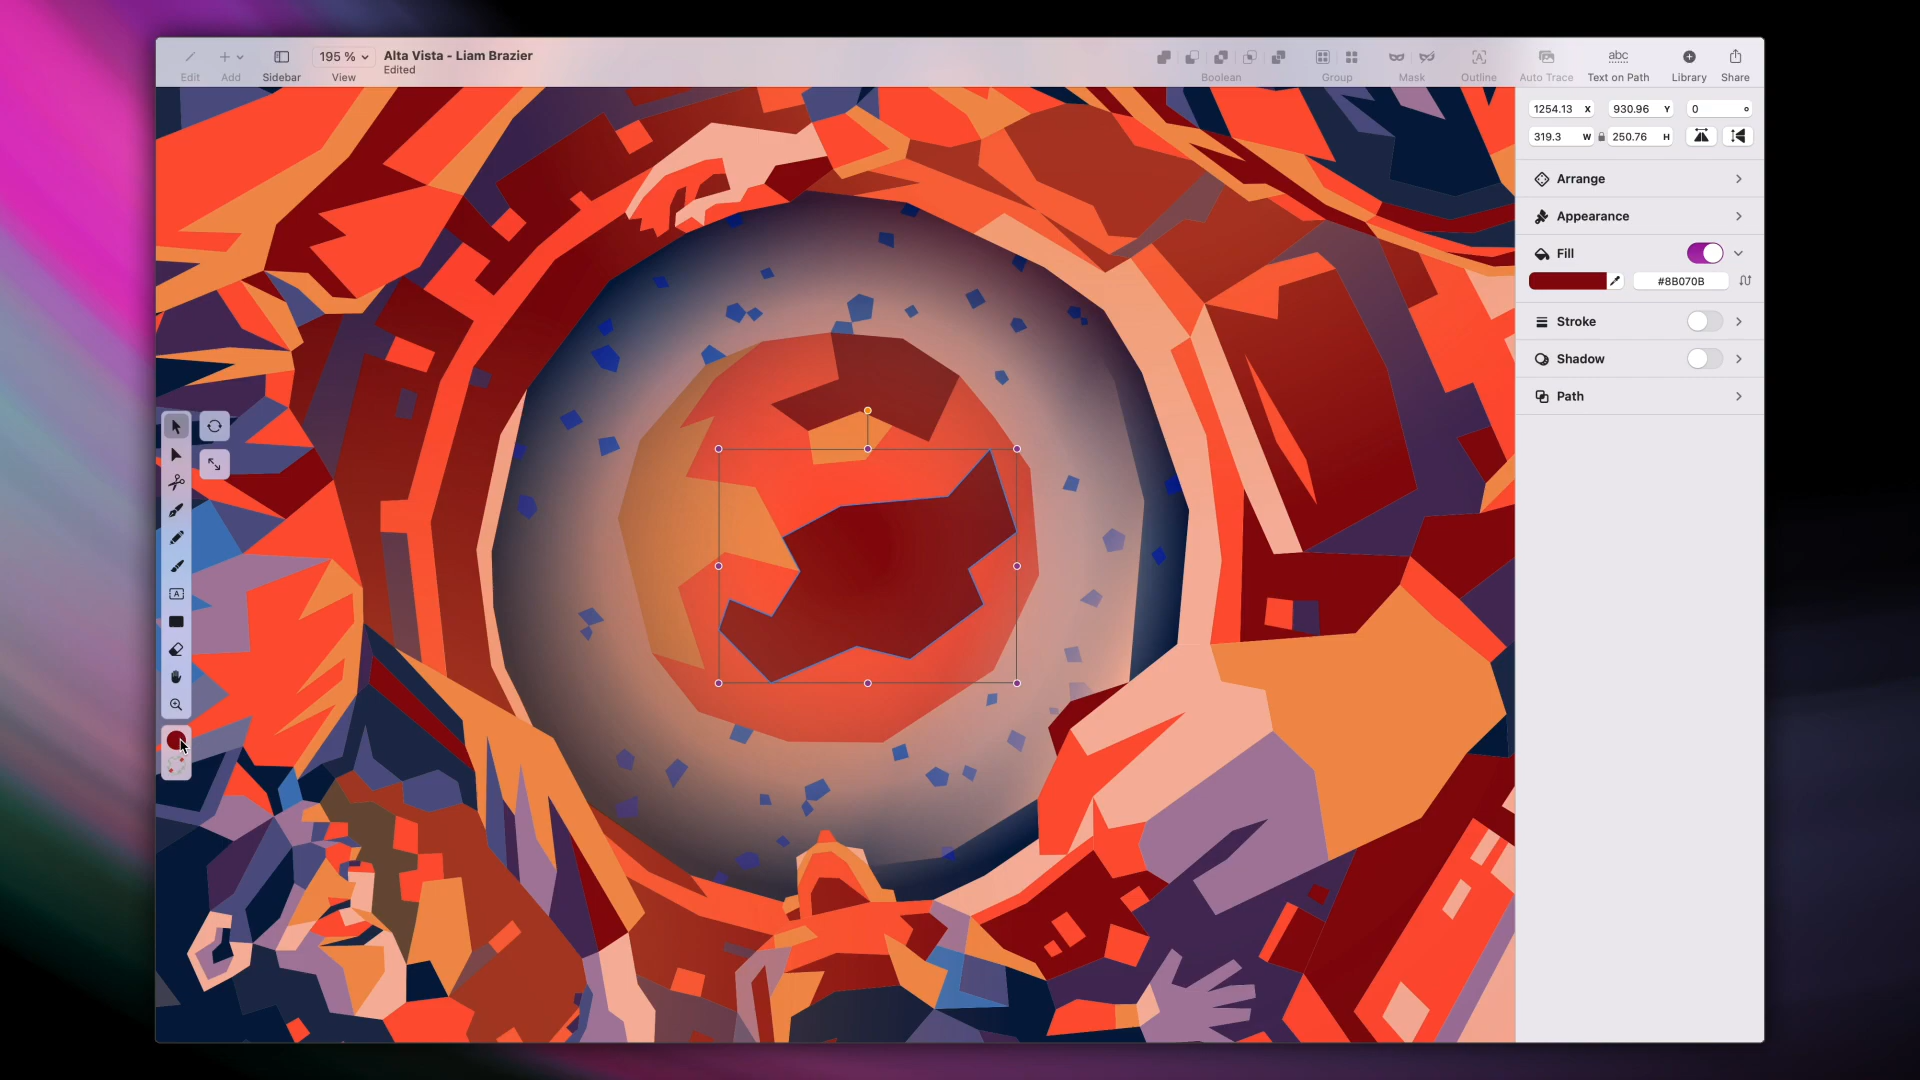 195 %
Alta Vista - Liam Brazier
Edited
Edit
Add
Sidebar
View
Boolean
Group
Mask
Outline
Auto Trace
abc
Text on Path
Library
Share
A
A
1254.13 X
930.96 Y
0 °
319.3 W
250.76 H
Arrange
Appearance
Fill
#8B070B
Stroke
Shadow
Path